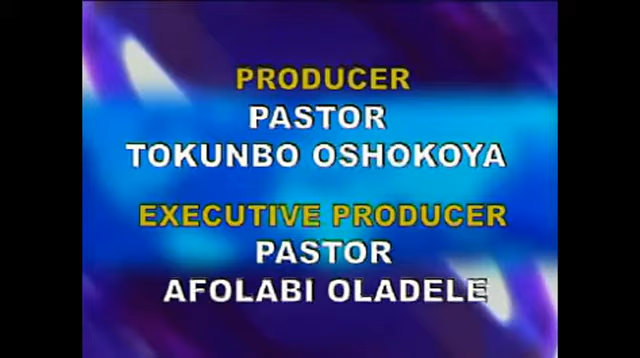 PRODUCER
PASTOR
TOKUNBO OSHOKOYA
EXECUTIVE PRODUCER
PASTOR
AFOLABI OLADELE